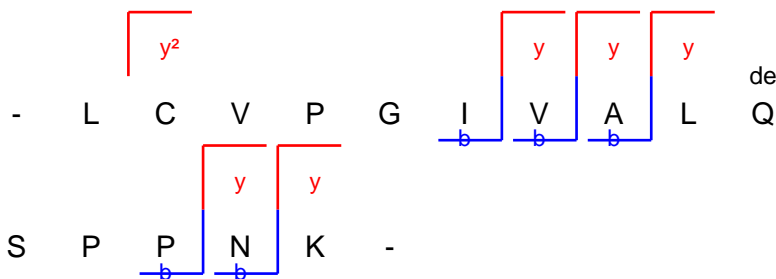 y² y y y
de
- L C V P G I V A L Q
b b b
y y
S P P N K -
b b